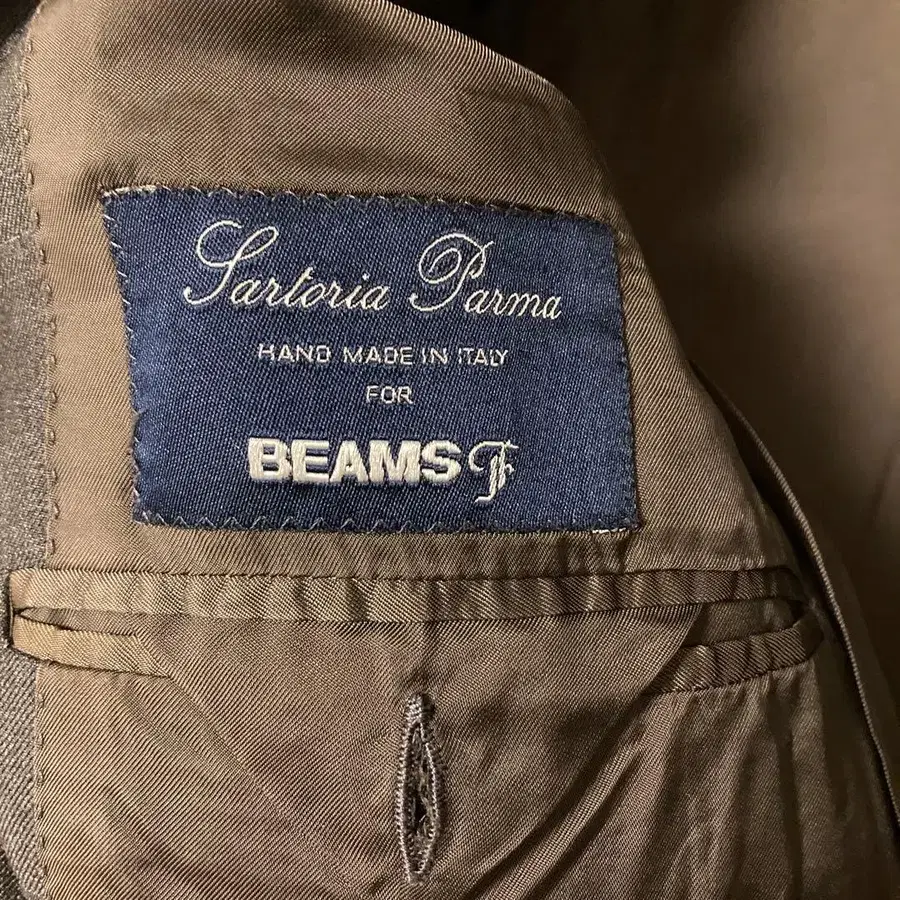 Sartoria Parma
HAND MADE IN ITALY
FOR
BEAMS F